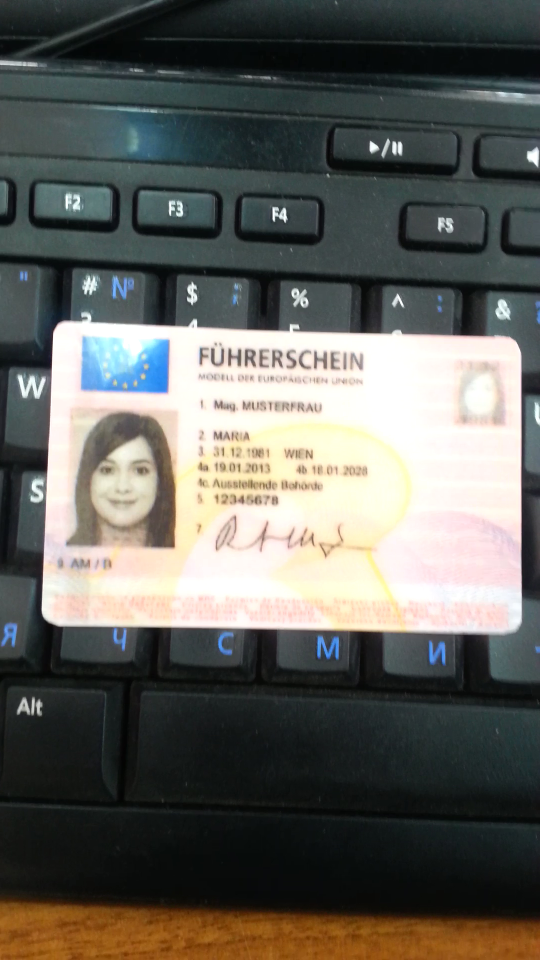 ▶/II
F2 F3 F4 F5
" # № $ % ^ : &
W
S
FÜHRERSCHEIN
MODELL DER EUROPÄISCHEN UNION
1. Mag. MUSTERFRAU
2. MARIA
3. 31.12.1981 WIEN
4a. 19.01.2013 4b. 18.01.2028
4c. Ausstellende Behörde
5. 12345678
7.
9. AM / B
Я Ч С М И
Alt